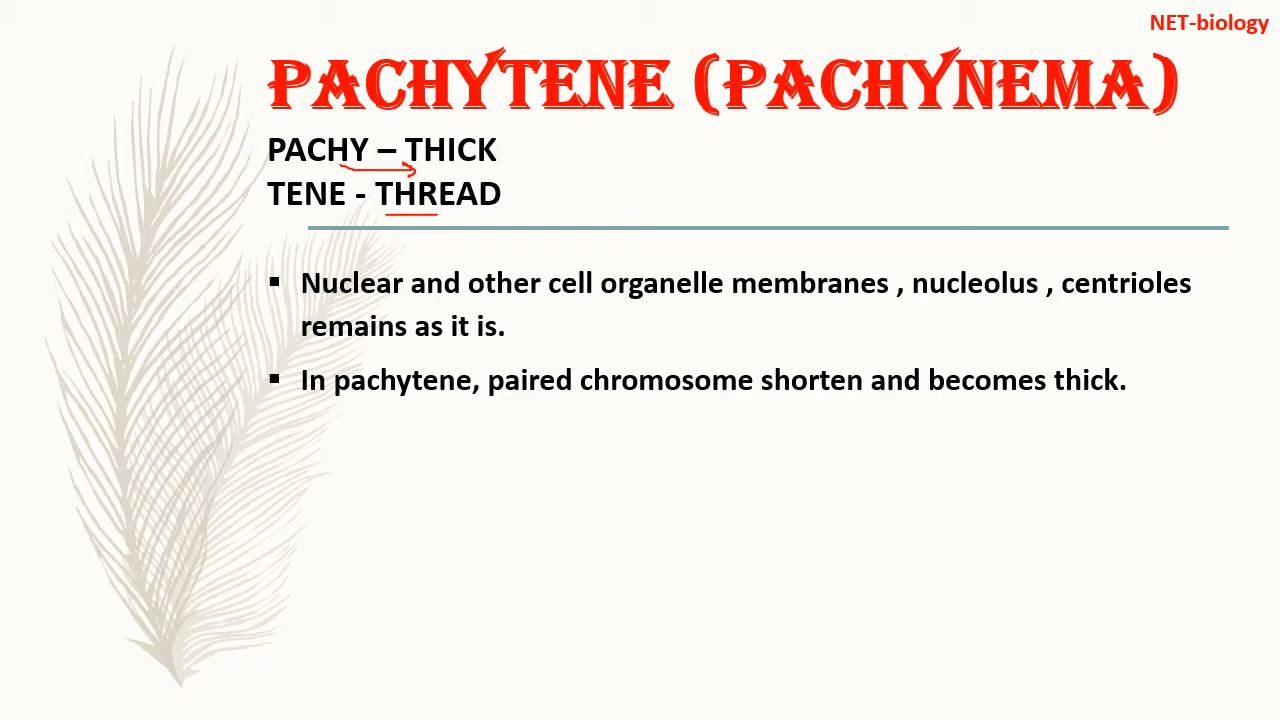 NET-biology
PACHYTENE (PACHYNEMA)
PACHY – THICK
TENE - THREAD
▪ Nuclear and other cell organelle membranes , nucleolus , centrioles
remains as it is.
▪ In pachytene, paired chromosome shorten and becomes thick.